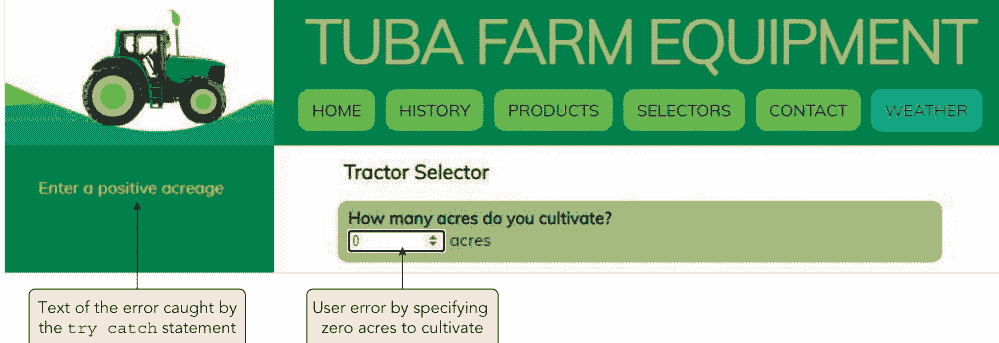 TUBA FARM EQUIPMENT
HOME HISTORY PRODUCTS SELECTORS CONTACT WEATHER
Tractor Selector
Enter a positive acreage
How many acres do you cultivate?
0 acres
Text of the error caught by
the try catch statement
User error by specifying
zero acres to cultivate